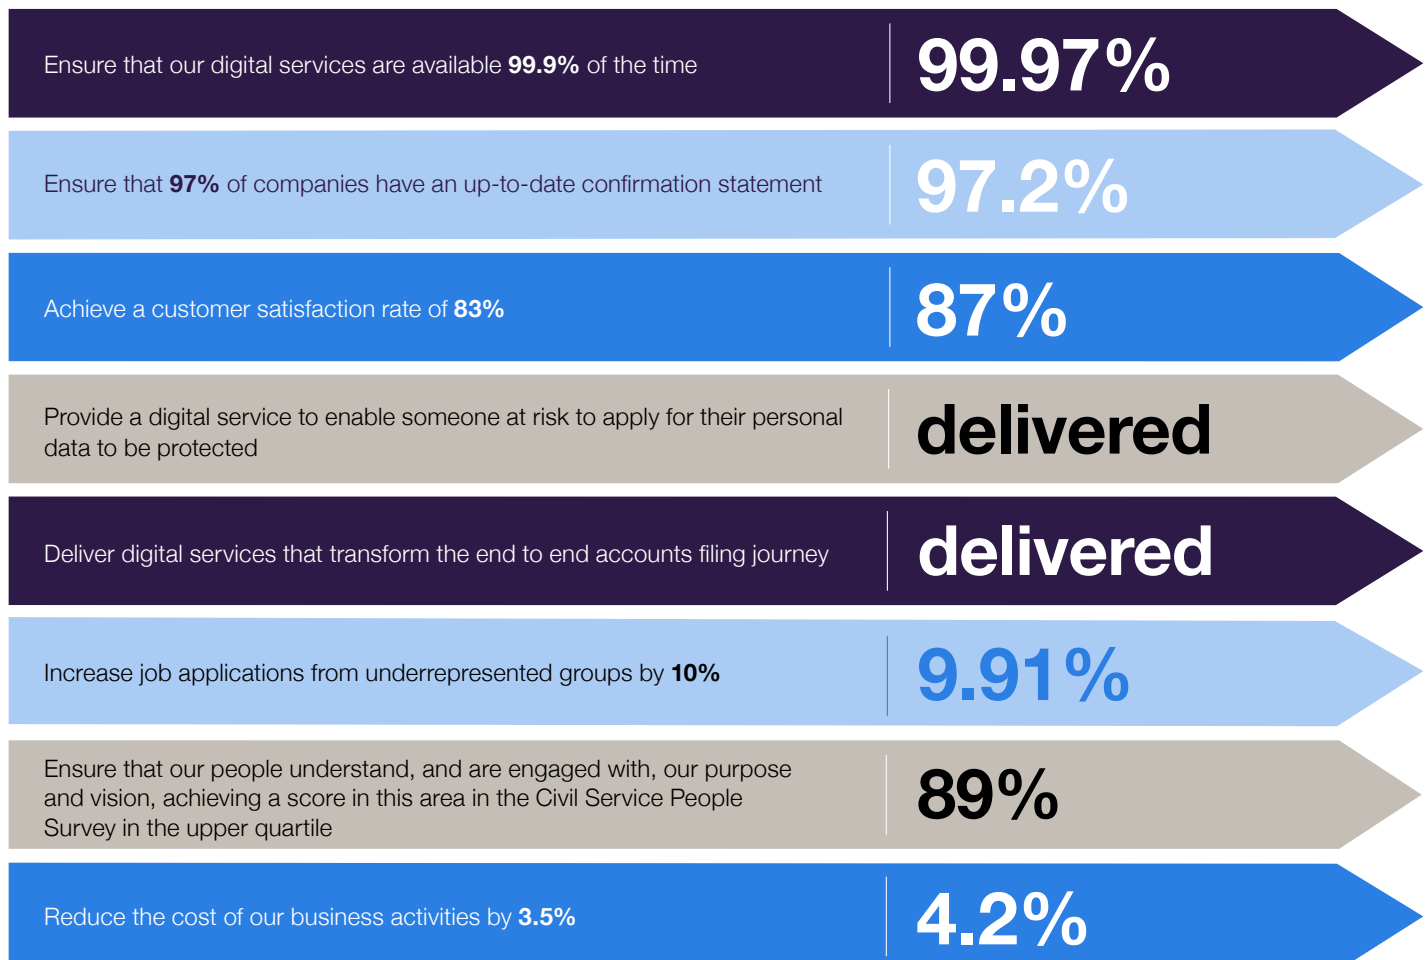 Ensure that our digital services are available 99.9% of the time
99.97%
Ensure that 97% of companies have an up-to-date confirmation statement
97.2%
Achieve a customer satisfaction rate of 83%
87%
Provide a digital service to enable someone at risk to apply for their personal
data to be protected
delivered
Deliver digital services that transform the end to end accounts filing journey
delivered
Increase job applications from underrepresented groups by 10%
9.91%
Ensure that our people understand, and are engaged with, our purpose
and vision, achieving a score in this area in the Civil Service People
Survey in the upper quartile
89%
Reduce the cost of our business activities by 3.5%
4.2%